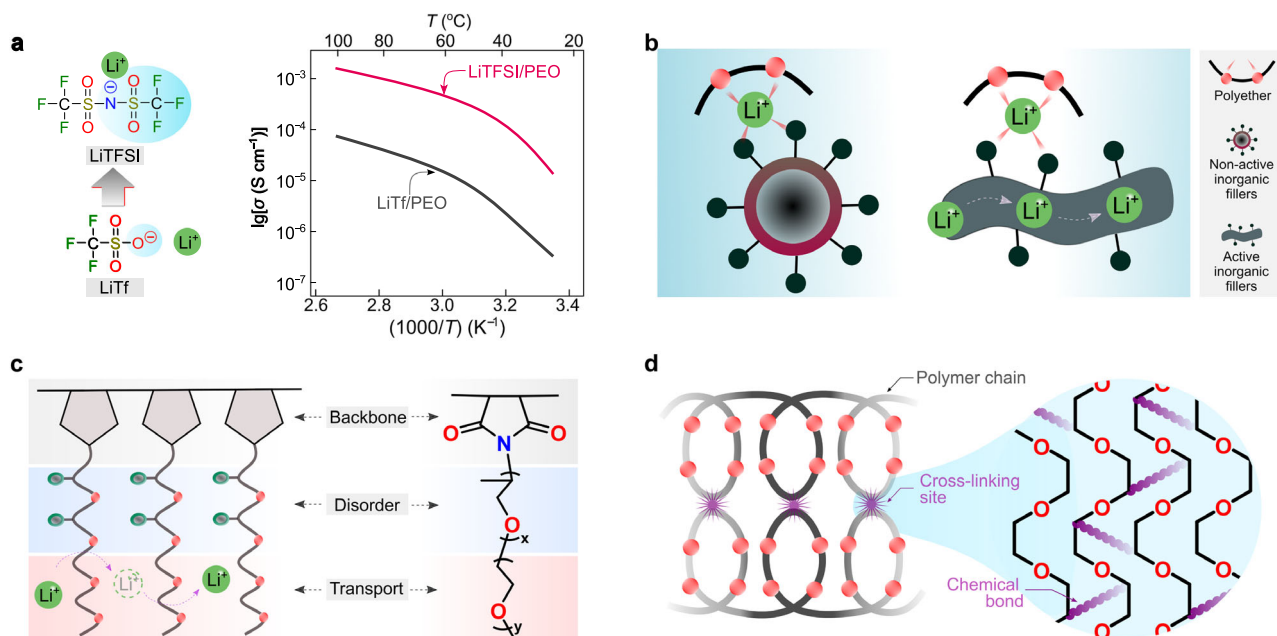 a
Li⁺
F O ⊖ O F
F C S N S C F
F O O F
LiTFSI
F O
F C S O ⊖ Li⁺
F O
LiTf
T (ºC)
100 80 60 40 20
lg[σ (S cm⁻¹)]
10⁻³
10⁻⁴
10⁻⁵
10⁻⁶
10⁻⁷
LiTFSI/PEO
LiTf/PEO
2.6 2.8 3.0 3.2 3.4
(1000/T) (K⁻¹)
b
Li⁺
Li⁺
Li⁺ Li⁺ Li⁺
Polyether
Non-active
inorganic
fillers
Active
inorganic
fillers
c
Backbone
Disorder
Transport
Li⁺ Li⁺ Li⁺
O N O
O x
O y
d
Polymer chain
Cross-linking
site
Chemical
bond
O C
O O
O O
O O
O O
O O
O O